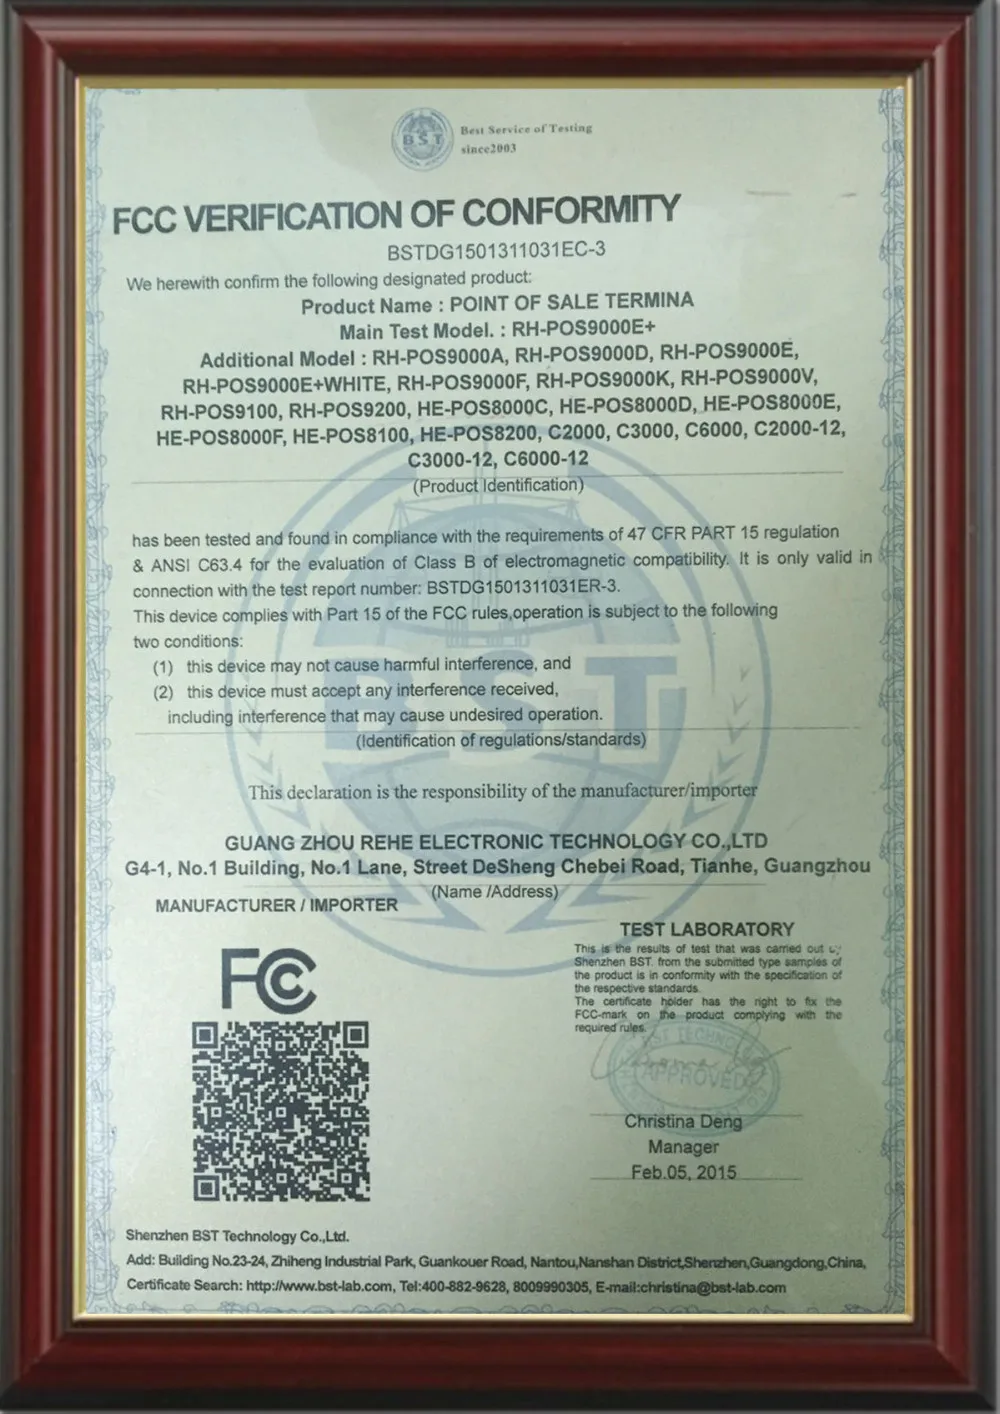 BST
Best Service of Testing
since2003
FCC VERIFICATION OF CONFORMITY
BSTDG1501311031EC-3
We herewith confirm the following designated product:
Product Name : POINT OF SALE TERMINA
Main Test Model. : RH-POS9000E+
Additional Model : RH-POS9000A, RH-POS9000D, RH-POS9000E,
RH-POS9000E+WHITE, RH-POS9000F, RH-POS9000K, RH-POS9000V,
RH-POS9100, RH-POS9200, HE-POS8000C, HE-POS8000D, HE-POS8000E,
HE-POS8000F, HE-POS8100, HE-POS8200, C2000, C3000, C6000, C2000-12,
C3000-12, C6000-12
(Product Identification)
has been tested and found in compliance with the requirements of 47 CFR PART 15 regulation
& ANSI C63.4 for the evaluation of Class B of electromagnetic compatibility. It is only valid in
connection with the test report number: BSTDG1501311031ER-3.
This device complies with Part 15 of the FCC rules,operation is subject to the following
two conditions:
(1) this device may not cause harmful interference, and
(2) this device must accept any interference received,
including interference that may cause undesired operation.
BST
(Identification of regulations/standards)
This declaration is the responsibility of the manufacturer/importer
GUANG ZHOU REHE ELECTRONIC TECHNOLOGY CO.,LTD
G4-1, No.1 Building, No.1 Lane, Street DeSheng Chebei Road, Tianhe, Guangzhou
(Name /Address)
MANUFACTURER / IMPORTER
FC
TEST LABORATORY
This is the results of test that was carried out by
Shenzhen BST. from the submitted type samples of
the product is in conformity with the specification of
the respective standards.
The certificate holder has the right to fix the
FCC-mark on the product complying with the
required rules.
APPROVED
Christina Deng
Manager
Feb.05, 2015
Shenzhen BST Technology Co.,Ltd.
Add: Building No.23-24, Zhiheng Industrial Park, Guankouer Road, Nantou,Nanshan District,Shenzhen,Guangdong,China,
Certificate Search: http://www.bst-lab.com, Tel:400-882-9628, 8009990305, E-mail:christina@bst-lab.com